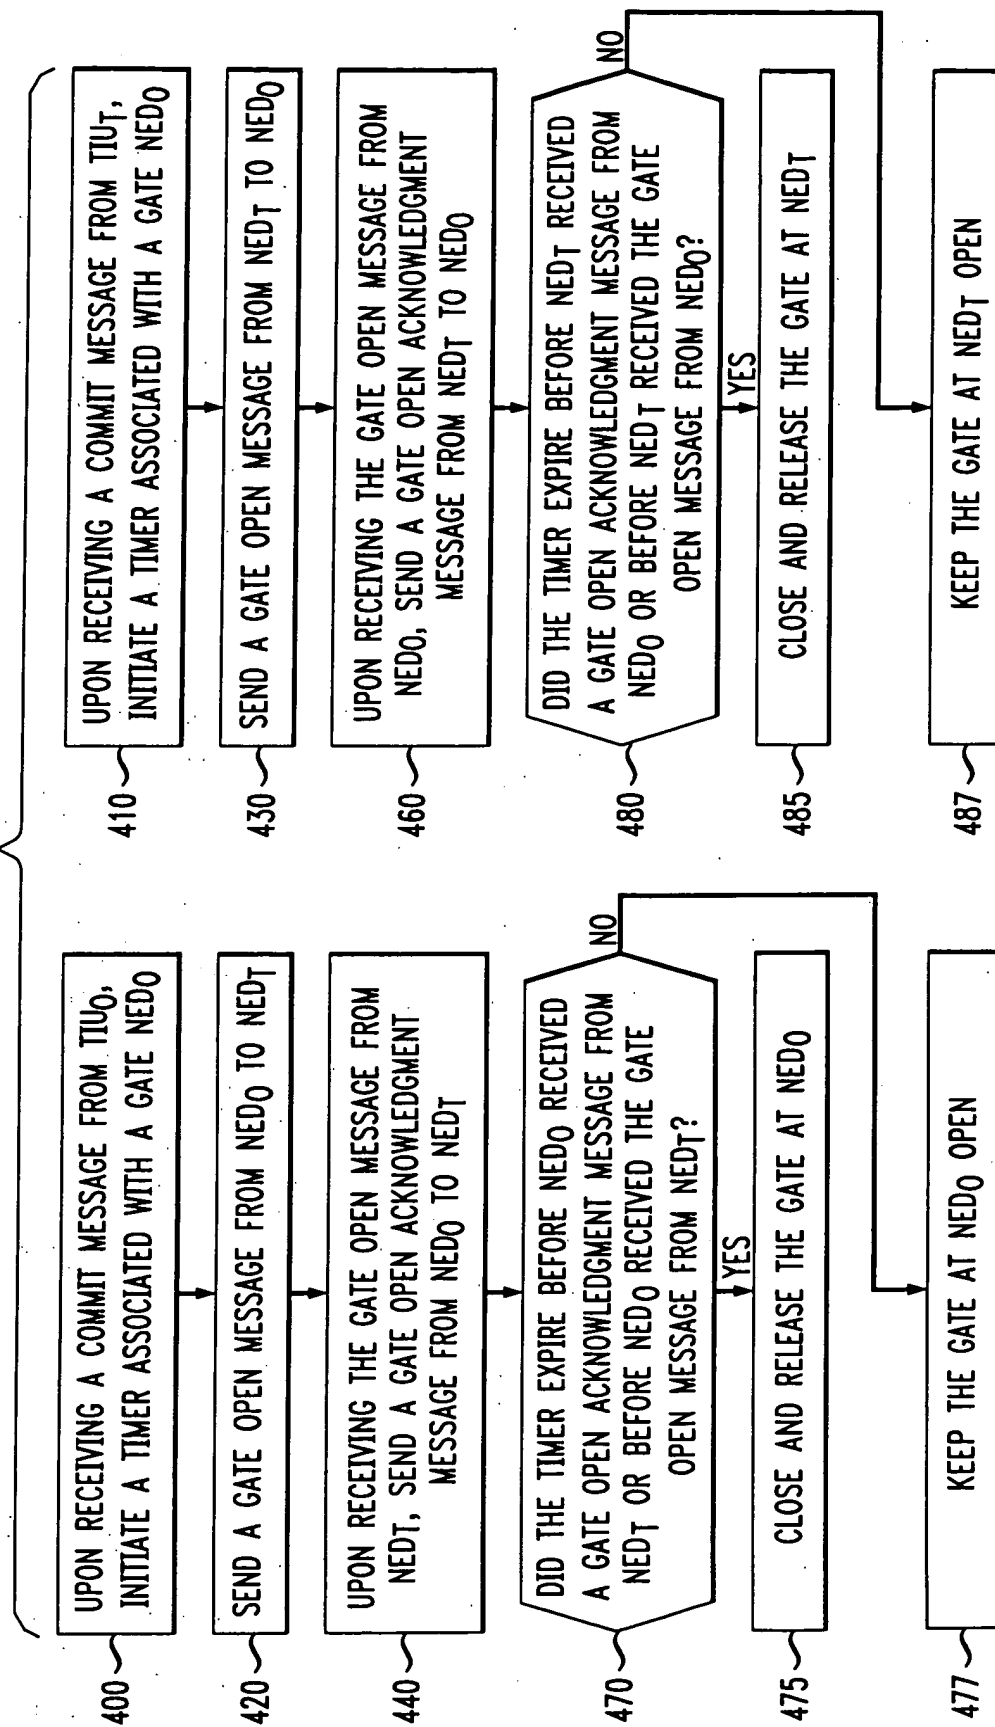 400
UPON RECEIVING A COMMIT MESSAGE FROM TIUO,
INITIATE A TIMER ASSOCIATED WITH A GATE NEDO
420
SEND A GATE OPEN MESSAGE FROM NEDO TO NEDT
440
UPON RECEIVING THE GATE OPEN MESSAGE FROM
NEDT, SEND A GATE OPEN ACKNOWLEDGMENT
MESSAGE FROM NEDO TO NEDT
470
DID THE TIMER EXPIRE BEFORE NEDO RECEIVED
A GATE OPEN ACKNOWLEDGMENT MESSAGE FROM
NEDT OR BEFORE NEDO RECEIVED THE GATE
OPEN MESSAGE FROM NEDT?
NO
YES
475
CLOSE AND RELEASE THE GATE AT NEDO
477
KEEP THE GATE AT NEDO OPEN
410
UPON RECEIVING A COMMIT MESSAGE FROM TIUT,
INITIATE A TIMER ASSOCIATED WITH A GATE NEDO
430
SEND A GATE OPEN MESSAGE FROM NEDT TO NEDO
460
UPON RECEIVING THE GATE OPEN MESSAGE FROM
NEDO, SEND A GATE OPEN ACKNOWLEDGMENT
MESSAGE FROM NEDT TO NEDO
480
DID THE TIMER EXPIRE BEFORE NEDT RECEIVED
A GATE OPEN ACKNOWLEDGMENT MESSAGE FROM
NEDO OR BEFORE NEDT RECEIVED THE GATE
OPEN MESSAGE FROM NEDO?
NO
YES
485
CLOSE AND RELEASE THE GATE AT NEDT
487
KEEP THE GATE AT NEDT OPEN